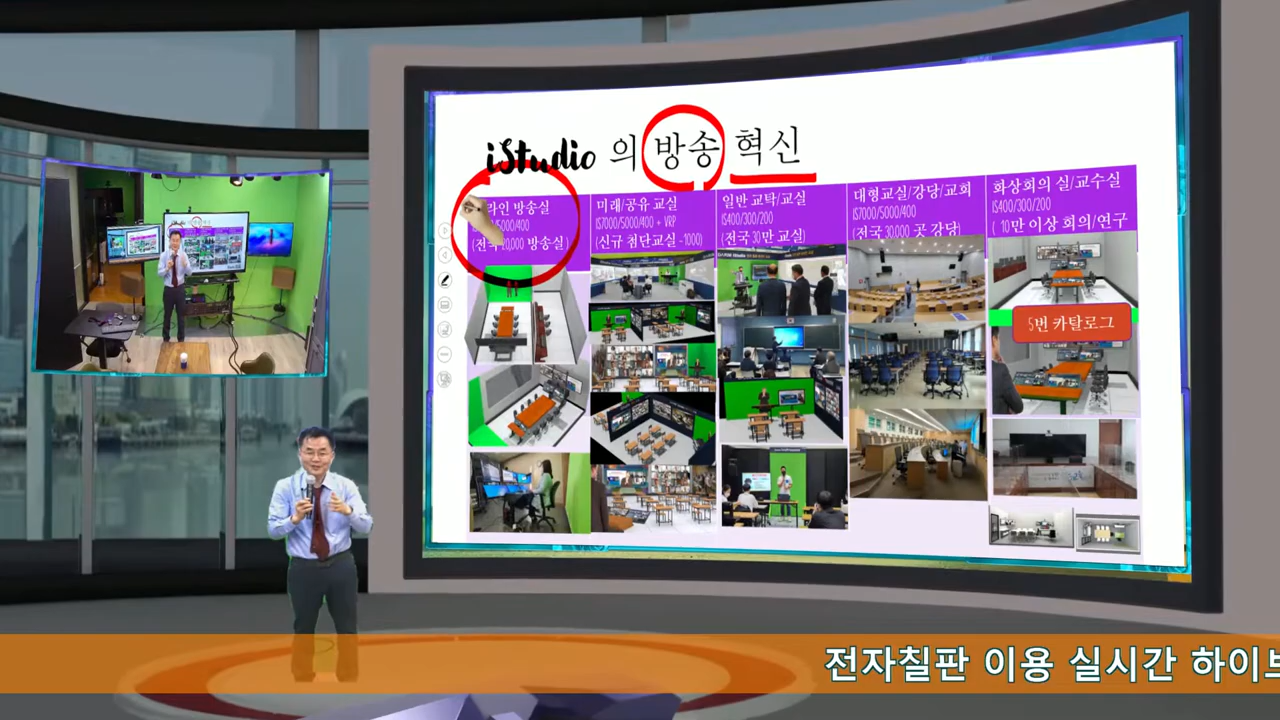 iStudio 의 방송 혁신
라인 방송실
5000/400
(전국 20,000 방송실)
미래/공유 교실
IS7000/5000/400 + VRP
(신규 첨단교실 ~1000)
일반 교탁/교실
IS400/300/200
(전국 30만 교실)
대형교실/강당/교회
IS7000/5000/400
(전국 30,000 곳 강당)
화상회의 실/교수실
IS400/300/200
( 10만 이상 회의/연구
5번 카탈로그
전자칠판 이용 실시간 하이브